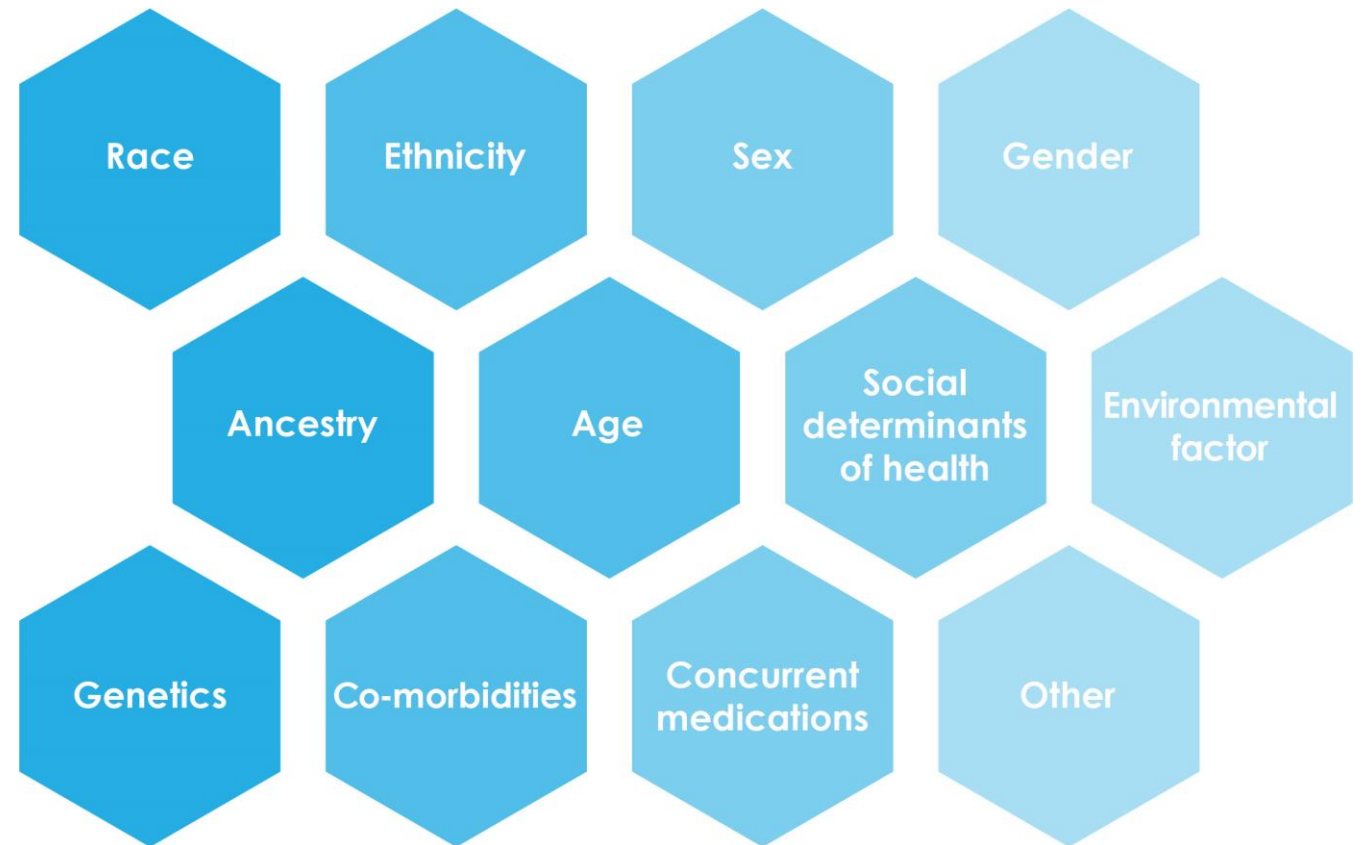 Race
Ethnicity
Sex
Gender
Ancestry
Age
Social
determinants
of health
Environmental
factor
Genetics
Co-morbidities
Concurrent
medications
Other